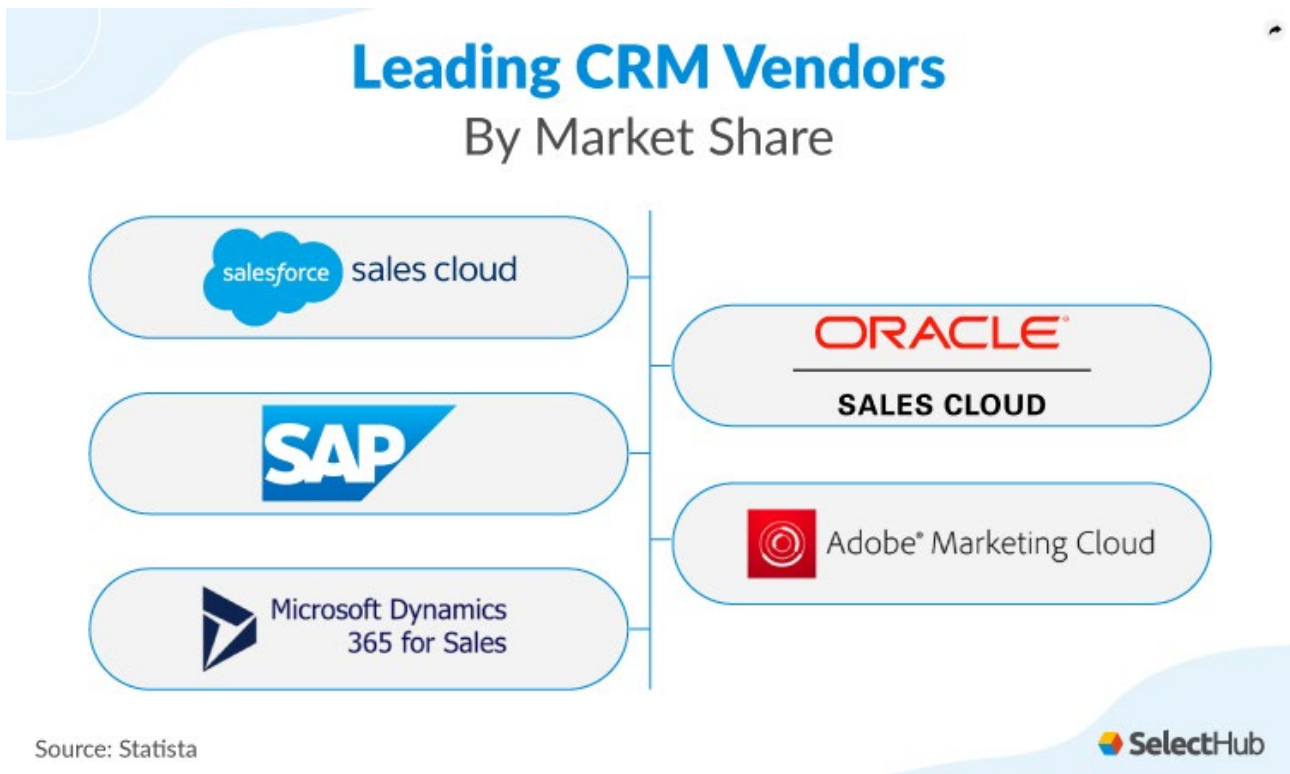 Leading CRM Vendors
By Market Share
salesforce sales cloud
ORACLE®
SALES CLOUD
SAP
Adobe® Marketing Cloud
Microsoft Dynamics
365 for Sales
Source: Statista
SelectHub